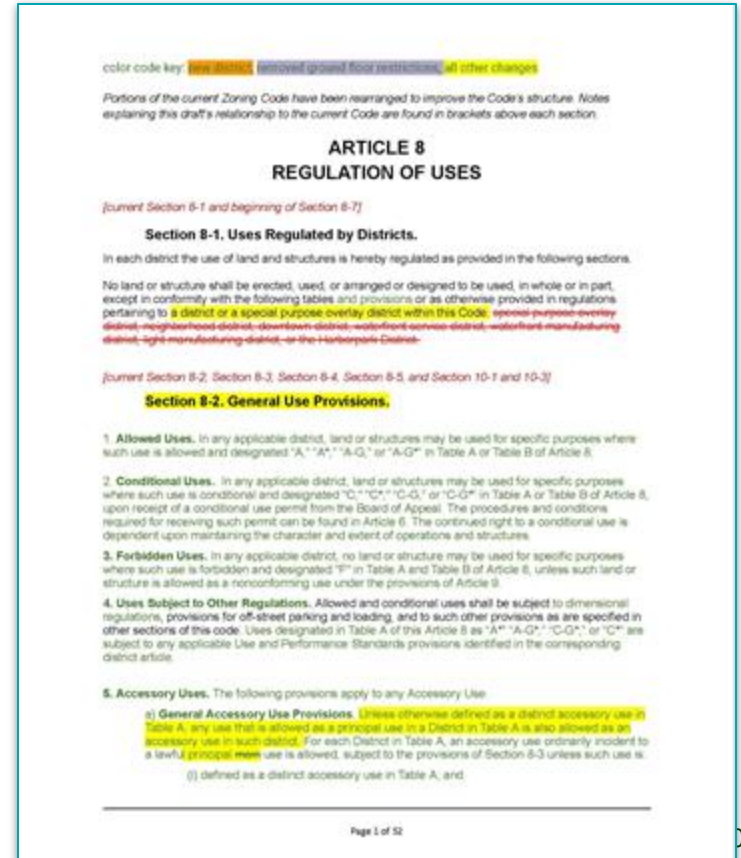 color code key: new district, removed ground floor restrictions, all other changes
Portions of the current Zoning Code have been rearranged to improve the Code's structure. Notes
explaining this draft's relationship to the current Code are found in brackets above each section.
ARTICLE 8
REGULATION OF USES
[current Section 8-1 and beginning of Section 8-7]
Section 8-1. Uses Regulated by Districts.
In each district the use of land and structures is hereby regulated as provided in the following sections.
No land or structure shall be erected, used, or arranged or designed to be used, in whole or in part,
except in conformity with the following tables and provisions or as otherwise provided in regulations
pertaining to a district or a special purpose overlay district within this Code. special purpose overlay
district, neighborhood district, downtown district, waterfront service district, waterfront manufacturing
district, light manufacturing district, or the Harborpark District.
[current Section 8-2, Section 8-3, Section 8-4, Section 8-5, and Section 10-1 and 10-3]
Section 8-2. General Use Provisions.
1. Allowed Uses. In any applicable district, land or structures may be used for specific purposes where
such use is allowed and designated "A," "A*," "A-G," or "A-G*" in Table A or Table B of Article 8.
2. Conditional Uses. In any applicable district, land or structures may be used for specific purposes
where such use is conditional and designated "C," "C*," "C-G," or "C-G*" in Table A or Table B of Article 8,
upon receipt of a conditional use permit from the Board of Appeal. The procedures and conditions
required for receiving such permit can be found in Article 6. The continued right to a conditional use is
dependent upon maintaining the character and extent of operations and structures.
3. Forbidden Uses. In any applicable district, no land or structure may be used for specific purposes
where such use is forbidden and designated "F" in Table A and Table B of Article 8, unless such land or
structure is allowed as a nonconforming use under the provisions of Article 9.
4. Uses Subject to Other Regulations. Allowed and conditional uses shall be subject to dimensional
regulations, provisions for off-street parking and loading, and to such other provisions as are specified in
other sections of this code. Uses designated in Table A of this Article 8 as "A*" "A-G*," "C-G*," or "C*" are
subject to any applicable Use and Performance Standards provisions identified in the corresponding
district article.
5. Accessory Uses. The following provisions apply to any Accessory Use
a) General Accessory Use Provisions. Unless otherwise defined as a distinct accessory use in
Table A, any use that is allowed as a principal use in a District in Table A is also allowed as an
accessory use in such district. For each District in Table A, an accessory use ordinarily incident to
a lawful principal main use is allowed, subject to the provisions of Section 8-3 unless such use is:
(i) defined as a distinct accessory use in Table A; and
Page 1 of 52